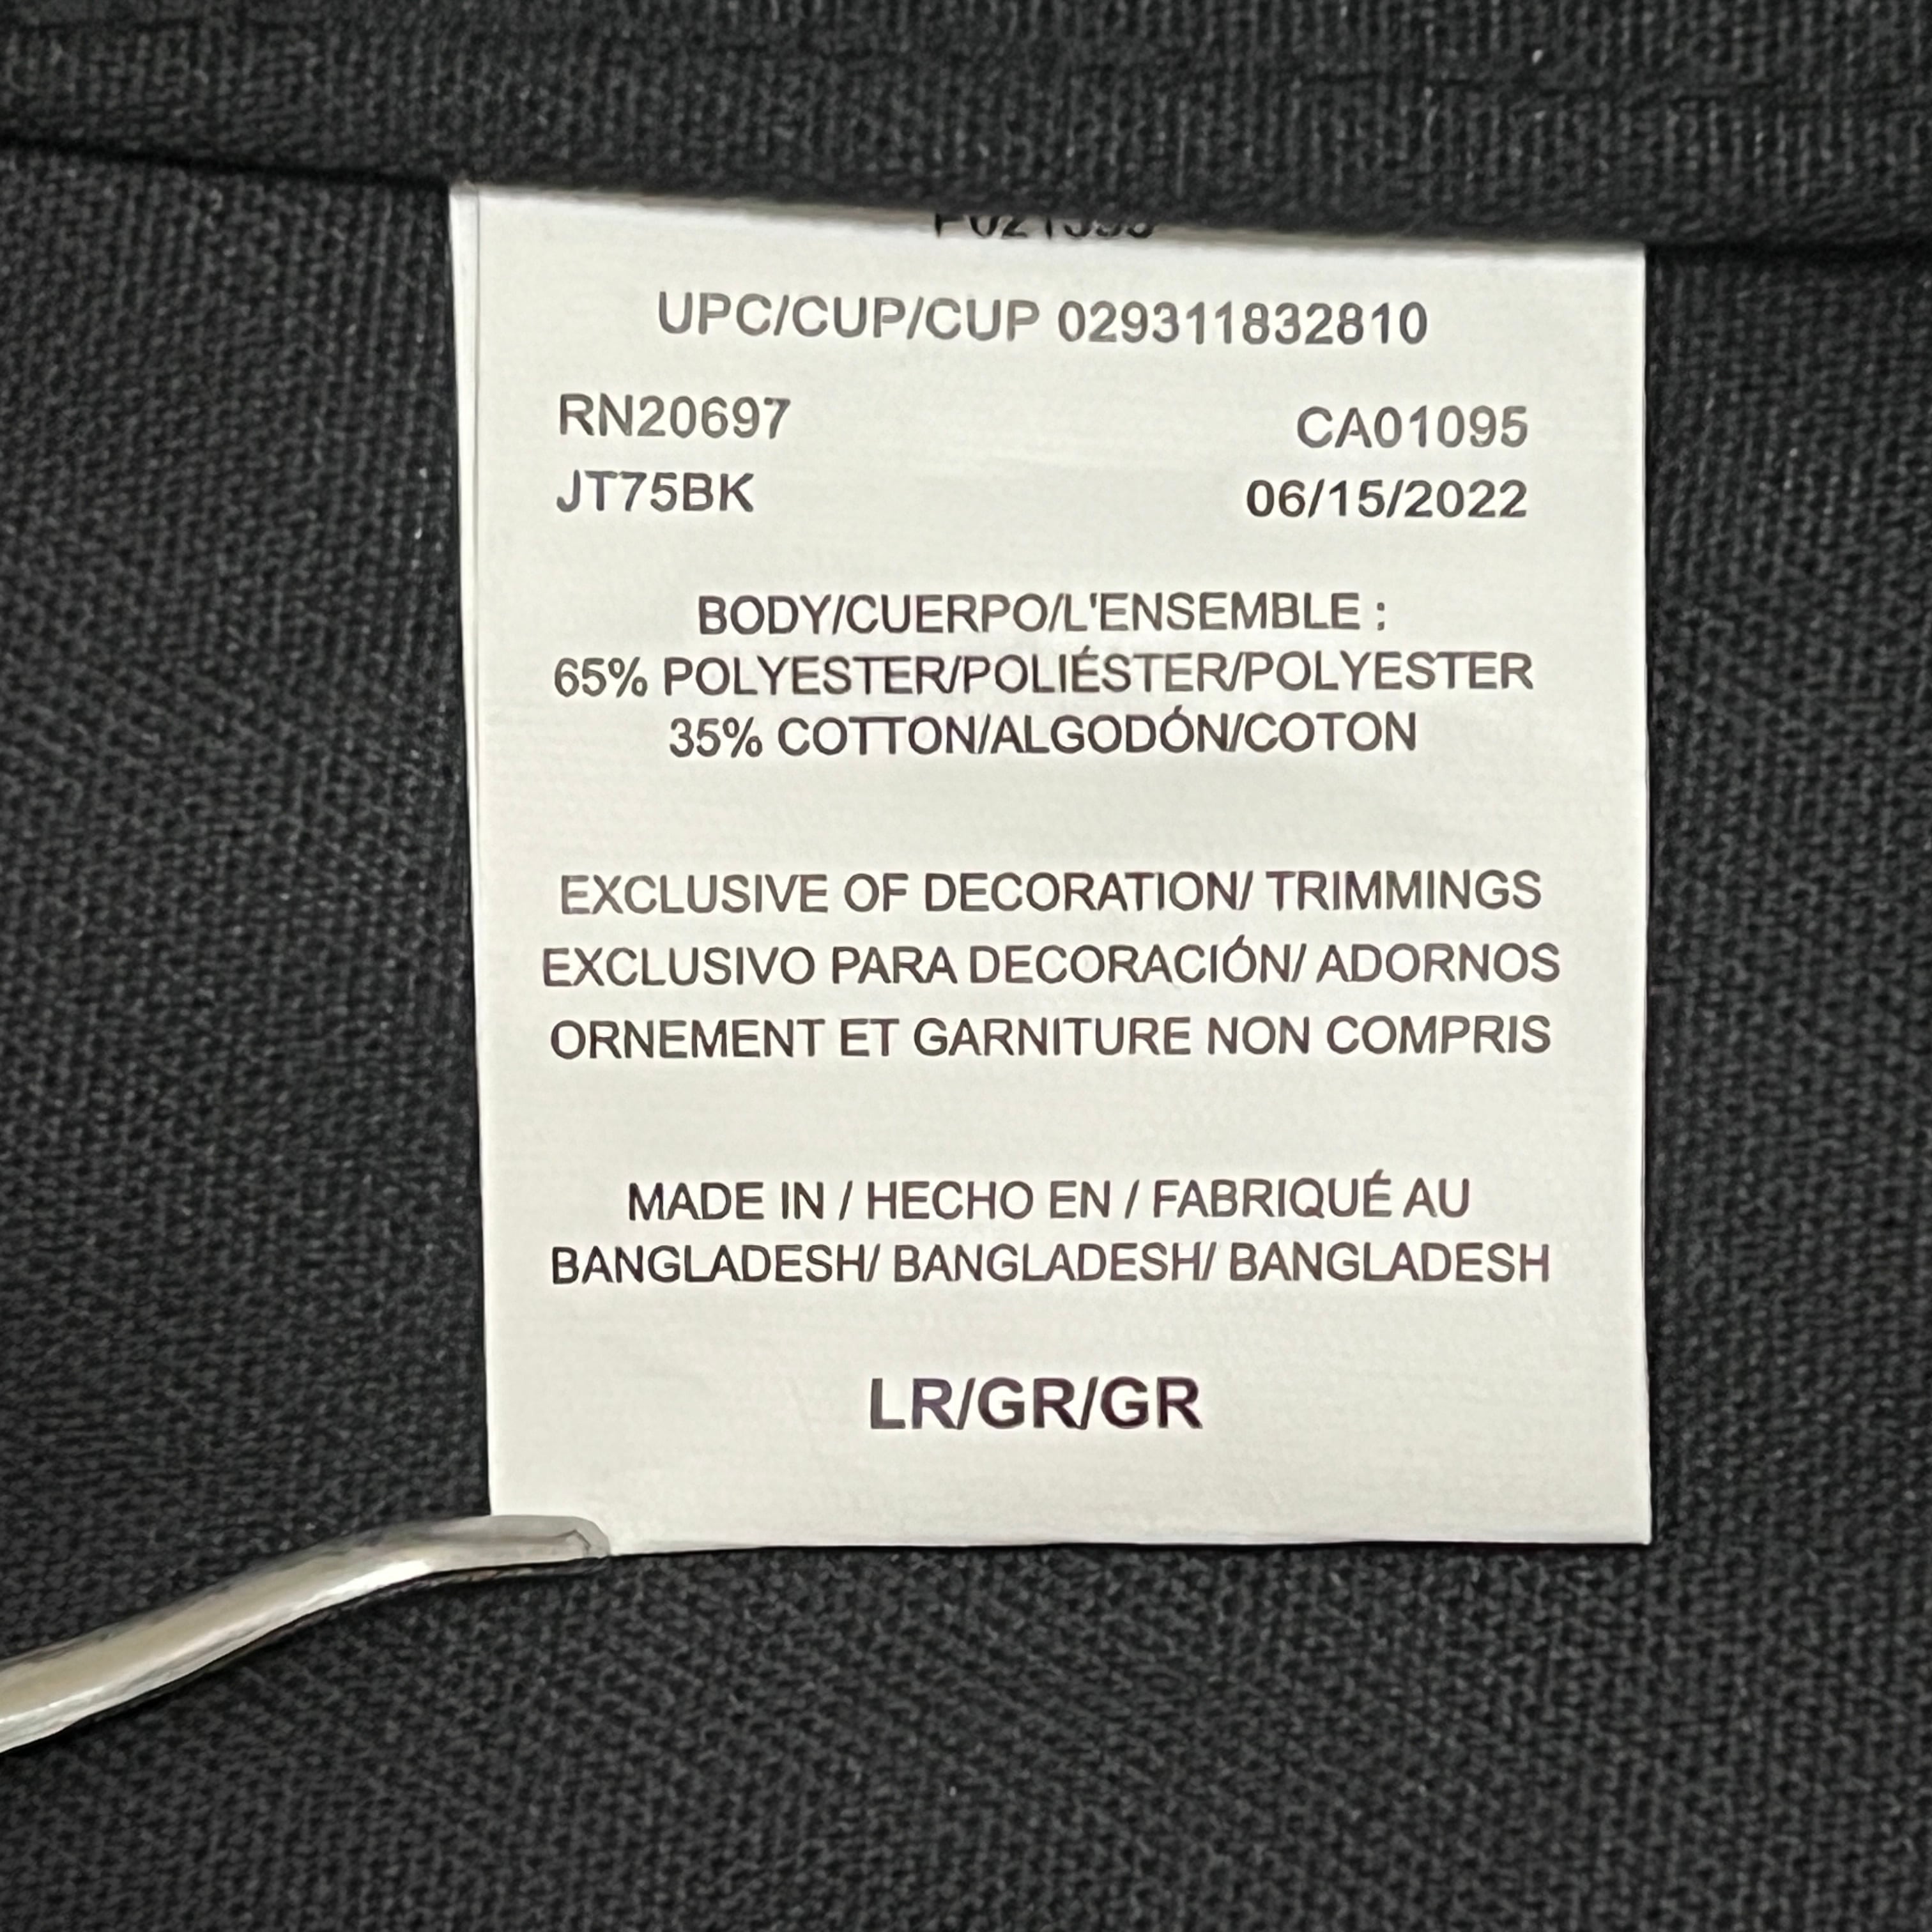 UPC/CUP/CUP 029311832810
RN20697 CA01095
JT75BK 06/15/2022
BODY/CUERPO/L'ENSEMBLE :
65% POLYESTER/POLIÉSTER/POLYESTER
35% COTTON/ALGODÓN/COTON
EXCLUSIVE OF DECORATION/ TRIMMINGS
EXCLUSIVO PARA DECORACIÓN/ ADORNOS
ORNEMENT ET GARNITURE NON COMPRIS
MADE IN / HECHO EN / FABRIQUÉ AU
BANGLADESH/ BANGLADESH/ BANGLADESH
LR/GR/GR